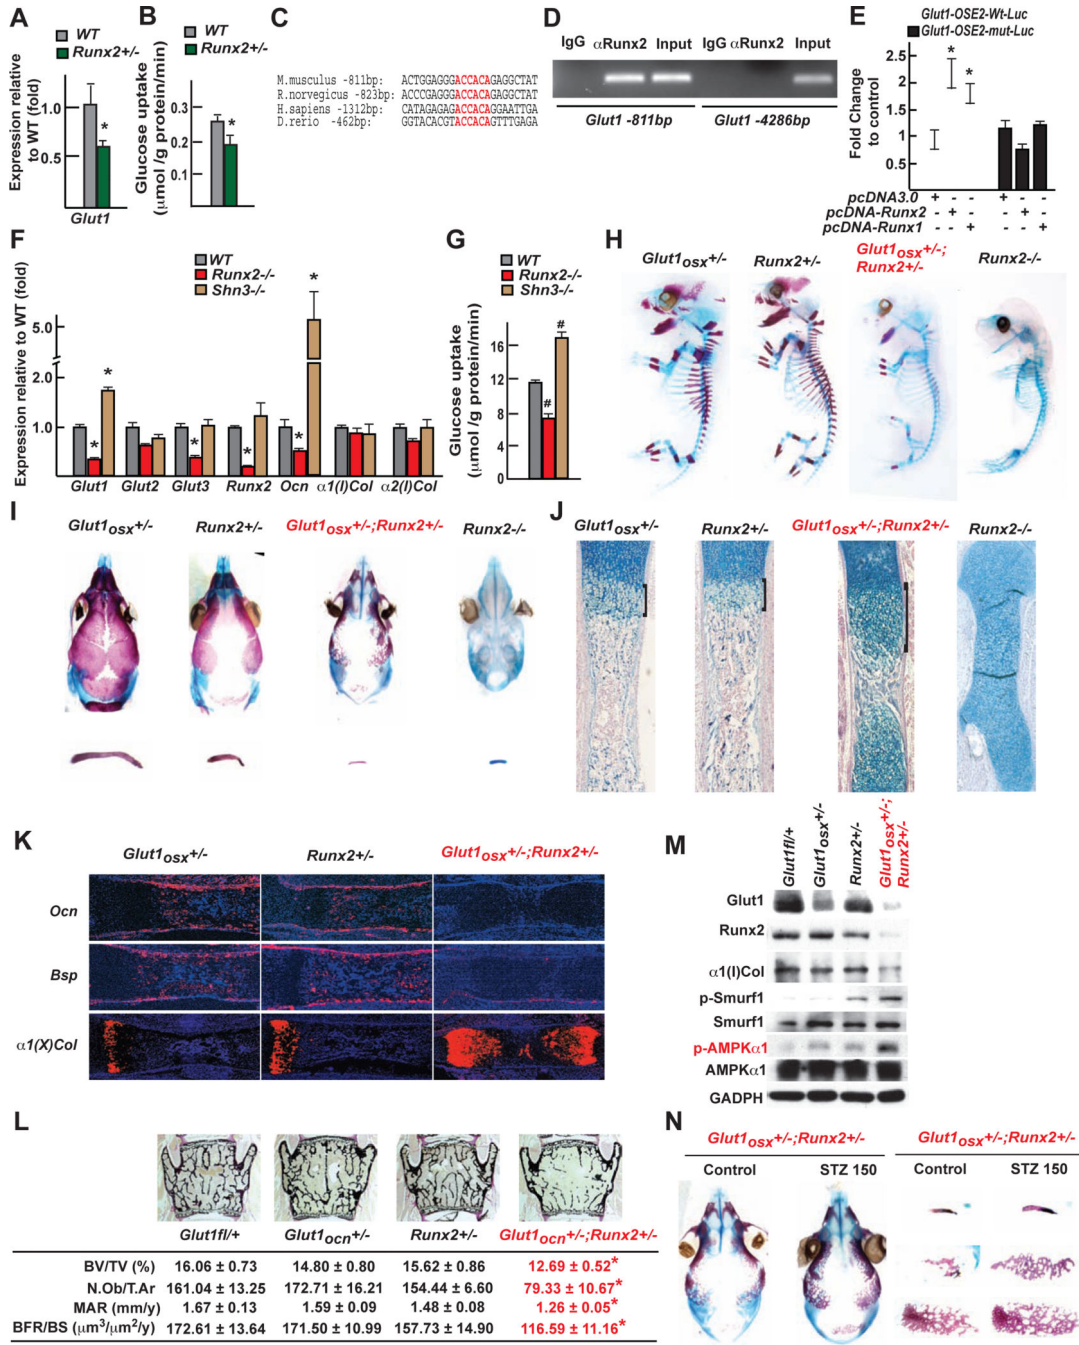 A
WT
Runx2+/-
Expression relative
to WT (fold)
1.0
0.5
*
Glut1
B
WT
Runx2+/-
Glucose uptake
(μmol /g protein/min)
0.3
0.2
0.1
0
*
C
M.musculus -811bp: ACTGGAGGGACCACAGAGGCTAT
R.norvegicus -823bp: ACCCGAGGGACCACAGAGGCTAT
H.sapiens -1312bp: CATAGAGAGACCACAGGAATTGA
D.rerio -462bp: GGTACACGTACCACAGTTTGAGA
D
IgG αRunx2 Input IgG αRunx2 Input
Glut1 -811bp Glut1 -4286bp
E
Glut1-OSE2-Wt-Luc
Glut1-OSE2-mut-Luc
Fold Change
to control
2.5
2
1.5
1
0.5
* *
pcDNA3.0 + - - + - -
pcDNA-Runx2 - + - - + -
pcDNA-Runx1 - - + - - +
F
WT
Runx2-/-
Shn3-/-
Expression relative to WT (fold)
5.0
2.0
1.0
* * * * * *
Glut1 Glut2 Glut3 Runx2 Ocn α1(I)Col α2(I)Col
G
WT
Runx2-/-
Shn3-/-
Glucose uptake
(μmol /g protein/min)
16
12
8
4
0
# #
H
Glut1osx+/- Runx2+/- Glut1osx+/-;
Runx2+/- Runx2-/-
I
Glut1osx+/- Runx2+/- Glut1osx+/-;Runx2+/- Runx2-/-
J
Glut1osx+/- Runx2+/- Glut1osx+/-;Runx2+/- Runx2-/-
K
Glut1osx+/- Runx2+/- Glut1osx+/-;Runx2+/-
Ocn
Bsp
α1(X)Col
M
Glut1fl/+
Glut1osx+/-
Runx2+/-
Glut1osx+/-;
Runx2+/-
Glut1
Runx2
α1(I)Col
p-Smurf1
Smurf1
p-AMPKα1
AMPKα1
GADPH
L
Glut1fl/+ Glut1ocn+/- Runx2+/- Glut1ocn+/-;Runx2+/-
BV/TV (%) 16.06 ± 0.73 14.80 ± 0.80 15.62 ± 0.86 12.69 ± 0.52*
N.Ob/T.Ar 161.04 ± 13.25 172.71 ± 16.21 154.44 ± 6.60 79.33 ± 10.67*
MAR (mm/y) 1.67 ± 0.13 1.59 ± 0.09 1.48 ± 0.08 1.26 ± 0.05*
BFR/BS (μm3/μm2/y) 172.61 ± 13.64 171.50 ± 10.99 157.73 ± 14.90 116.59 ± 11.16*
N
Glut1osx+/-;Runx2+/- Glut1osx+/-;Runx2+/-
Control STZ 150 Control STZ 150